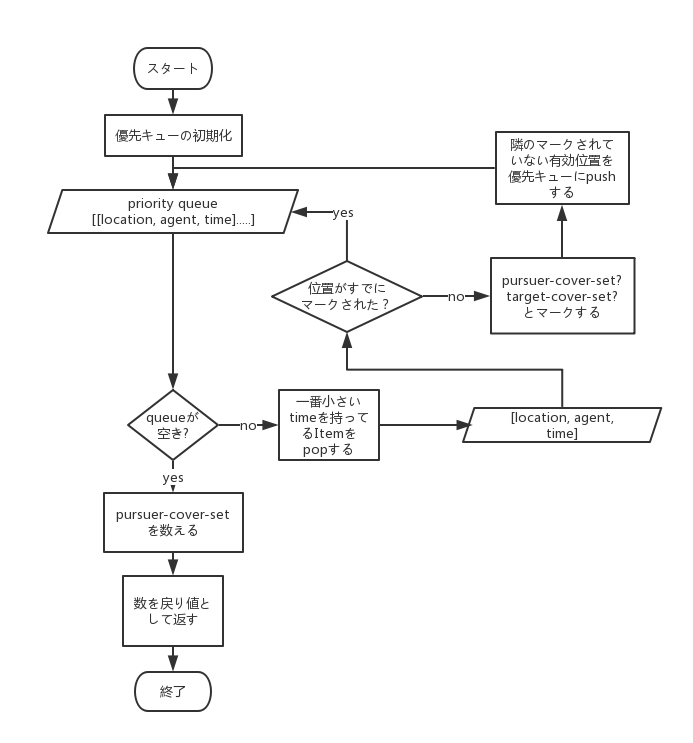 スタート
優先キューの初期化
priority queue
[[location, agent, time].....]
隣のマークされて
いない有効位置を
優先キューにpush
する
yes
位置がすでに
マークされた？
no
pursuer-cover-set?
target-cover-set?
とマークする
queueが
空き?
no
一番小さい
timeを持って
るItemを
popする
[location, agent,
time]
yes
pursuer-cover-set
を数える
数を戻り値と
して返す
終了